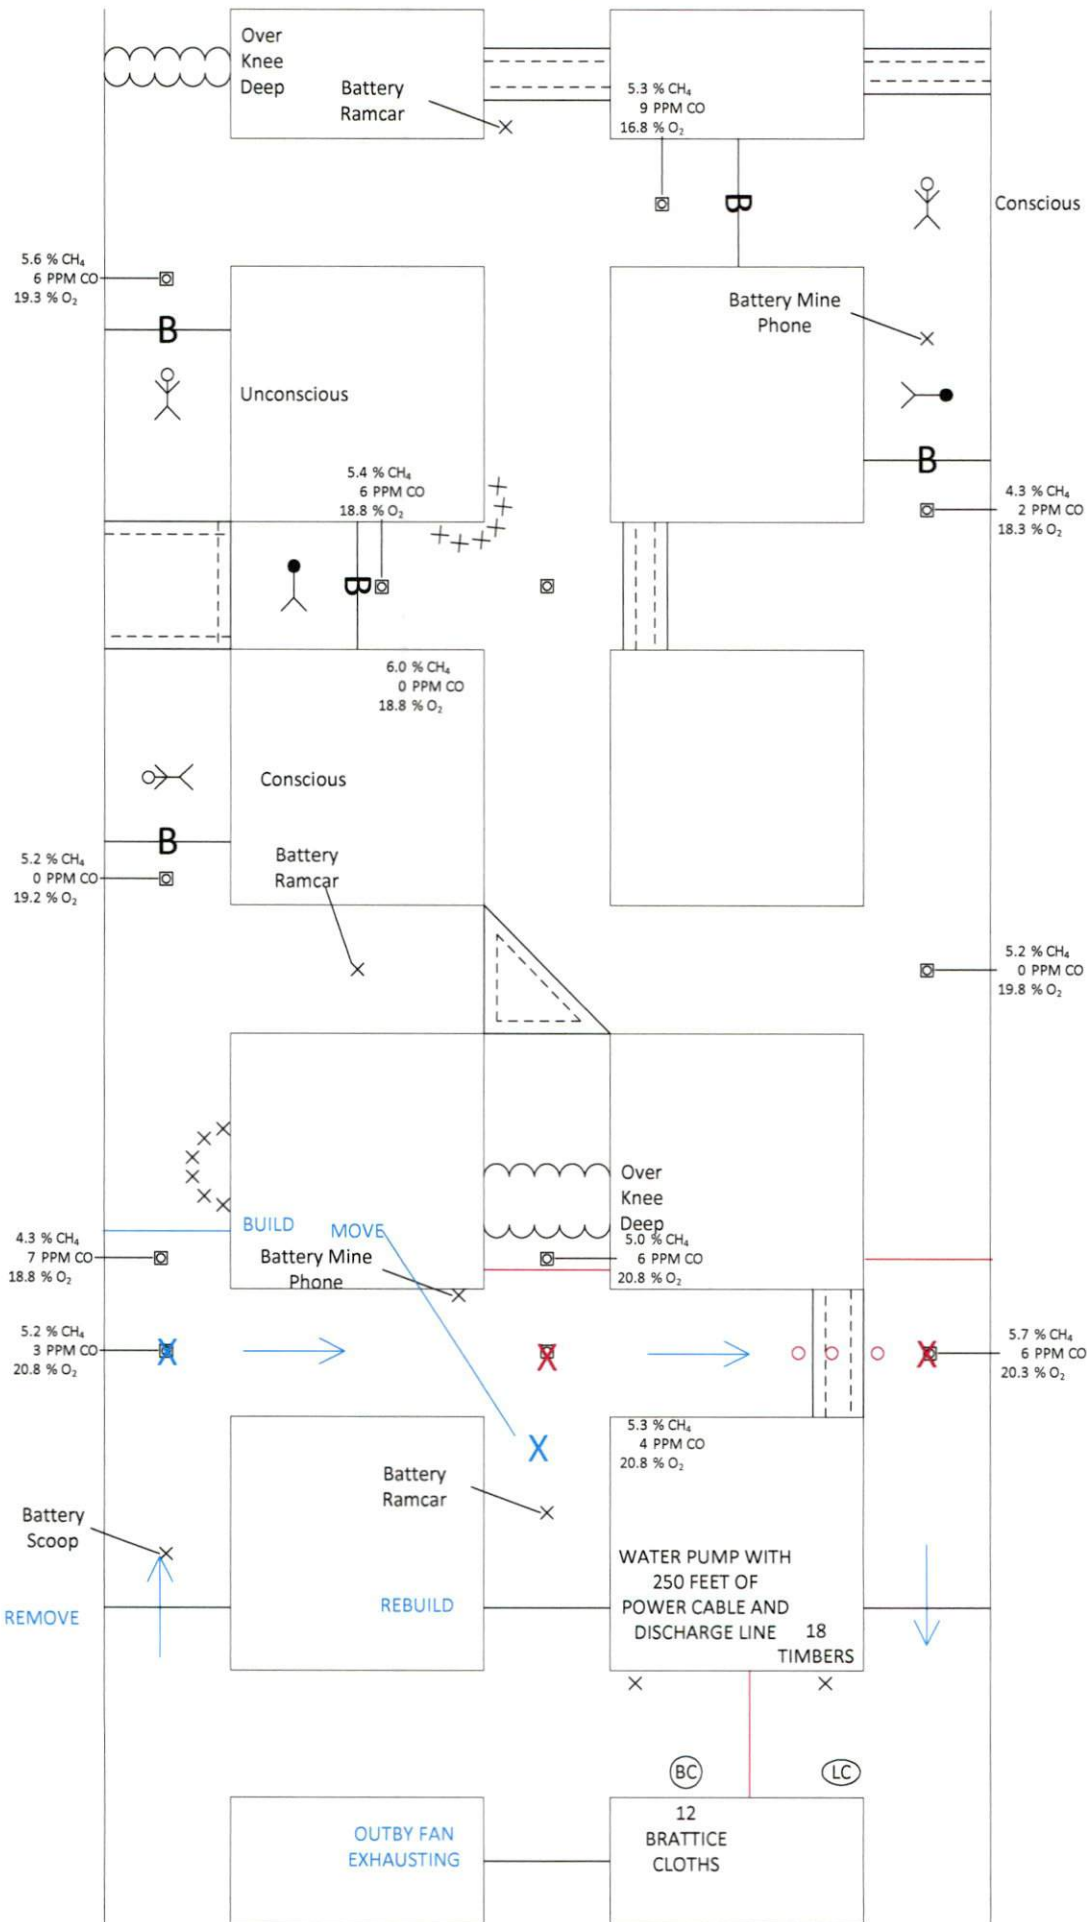 Over
Knee
Deep
Battery
Ramcar
5.3 % CH₄
9 PPM CO
16.8 % O₂
B
Conscious
5.6 % CH₄
6 PPM CO
19.3 % O₂
B
Battery Mine
Phone
Unconscious
B
5.4 % CH₄
6 PPM CO
18.8 % O₂
4.3 % CH₄
2 PPM CO
18.3 % O₂
B
6.0 % CH₄
0 PPM CO
18.8 % O₂
Conscious
B
5.2 % CH₄
0 PPM CO
19.2 % O₂
Battery
Ramcar
5.2 % CH₄
0 PPM CO
19.8 % O₂
Over
Knee
Deep
BUILD
MOVE
4.3 % CH₄
7 PPM CO
18.8 % O₂
Battery Mine
Phone
5.0 % CH₄
6 PPM CO
20.8 % O₂
5.2 % CH₄
3 PPM CO
20.8 % O₂
X
X
X
5.7 % CH₄
6 PPM CO
20.3 % O₂
5.3 % CH₄
4 PPM CO
20.8 % O₂
X
Battery
Ramcar
Battery
Scoop
WATER PUMP WITH
250 FEET OF
POWER CABLE AND
DISCHARGE LINE
18
TIMBERS
REMOVE
REBUILD
BC
LC
12
BRATTICE
CLOTHS
OUTBY FAN
EXHAUSTING